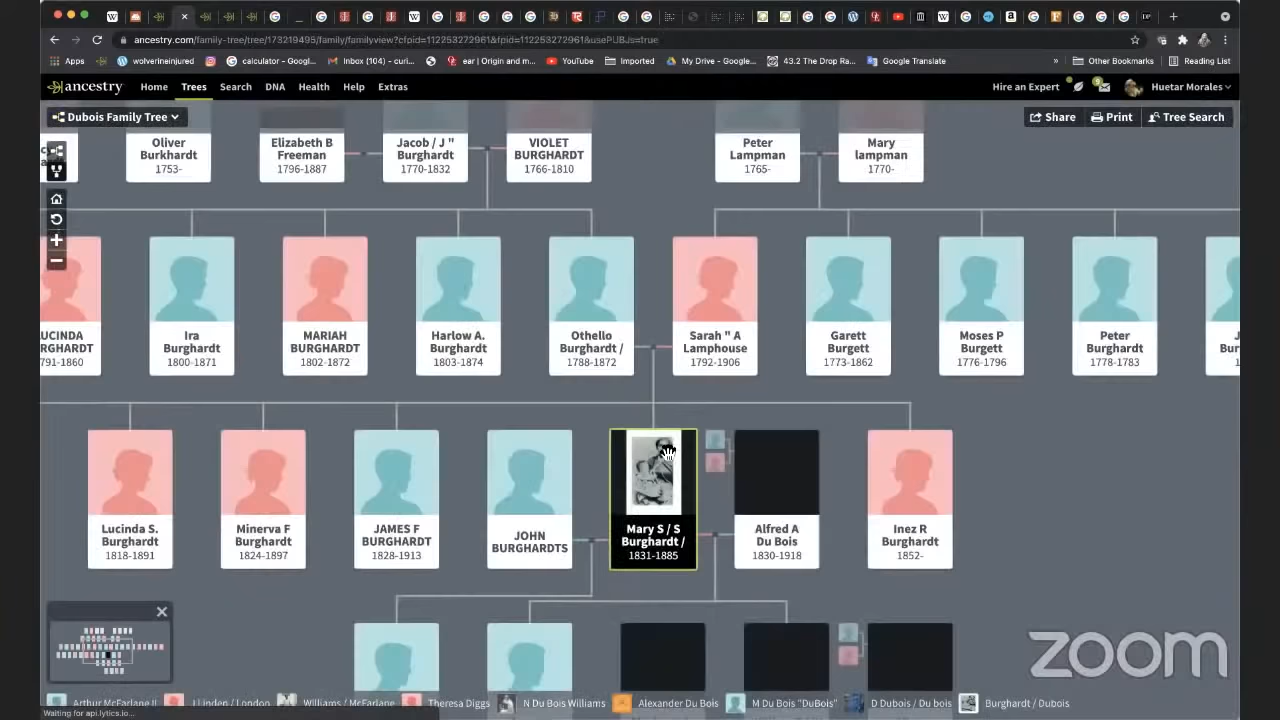 ancestry.com/family-tree/tree/173219495/family/familyview?cfpid=112253272961&fpid=112253272961&usePUBJs=true
Apps
wolverineinjured
calculator - Googl...
Inbox (104) - curi...
ear | Origin and m...
YouTube
Imported
My Drive - Google...
43.2 The Drop Ra...
Google Translate
»
Other Bookmarks
Reading List
ancestry
Home
Trees
Search
DNA
Health
Help
Extras
Hire an Expert
Huetar Morales
Dubois Family Tree
Share
Print
Tree Search
Oliver
Burkhardt
1753-
Elizabeth B
Freeman
1796-1887
Jacob / J "
Burghardt
1770-1832
VIOLET
BURGHARDT
1766-1810
Peter
Lampman
1765-
Mary
lampman
1770-
UCINDA
RGHARDT
791-1860
Ira
Burghardt
1800-1871
MARIAH
BURGHARDT
1802-1872
Harlow A.
Burghardt
1803-1874
Othello
Burghardt /
1788-1872
Sarah " A
Lamphouse
1792-1906
Garett
Burgett
1773-1862
Moses P
Burgett
1776-1796
Peter
Burghardt
1778-1783
J
Bur
1
Lucinda S.
Burghardt
1818-1891
Minerva F
Burghardt
1824-1897
JAMES F
BURGHARDT
1828-1913
JOHN
BURGHARDTS
Mary S / S
Burghardt /
1831-1885
Alfred A
Du Bois
1830-1918
Inez R
Burghardt
1852-
zoom
Arthur McFarlane II
J Linden / London
Williams / McFarlane
Theresa Diggs
N Du Bois Williams
Alexander Du Bois
M Du Bois "DuBois"
D Dubois / Du bois
Burghardt / Dubois
Waiting for api.lytics.io...